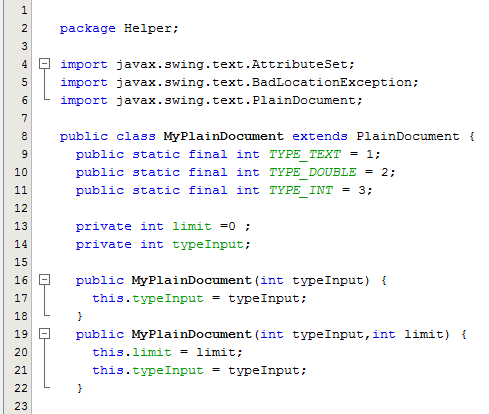 1
2 package Helper;
3
4 import javax.swing.text.AttributeSet;
5 import javax.swing.text.BadLocationException;
6 import javax.swing.text.PlainDocument;
7
8 public class MyPlainDocument extends PlainDocument {
9 public static final int TYPE_TEXT = 1;
10 public static final int TYPE_DOUBLE = 2;
11 public static final int TYPE_INT = 3;
12
13 private int limit =0 ;
14 private int typeInput;
15
16 public MyPlainDocument(int typeInput) {
17 this.typeInput = typeInput;
18 }
19 public MyPlainDocument(int typeInput,int limit) {
20 this.limit = limit;
21 this.typeInput = typeInput;
22 }
23